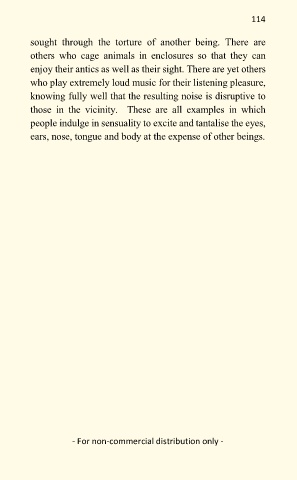 114
sought through the torture of another being. There are
others who cage animals in enclosures so that they can
enjoy their antics as well as their sight. There are yet others
who play extremely loud music for their listening pleasure,
knowing fully well that the resulting noise is disruptive to
those in the vicinity. These are all examples in which
people indulge in sensuality to excite and tantalise the eyes,
ears, nose, tongue and body at the expense of other beings.
- For non-commercial distribution only -